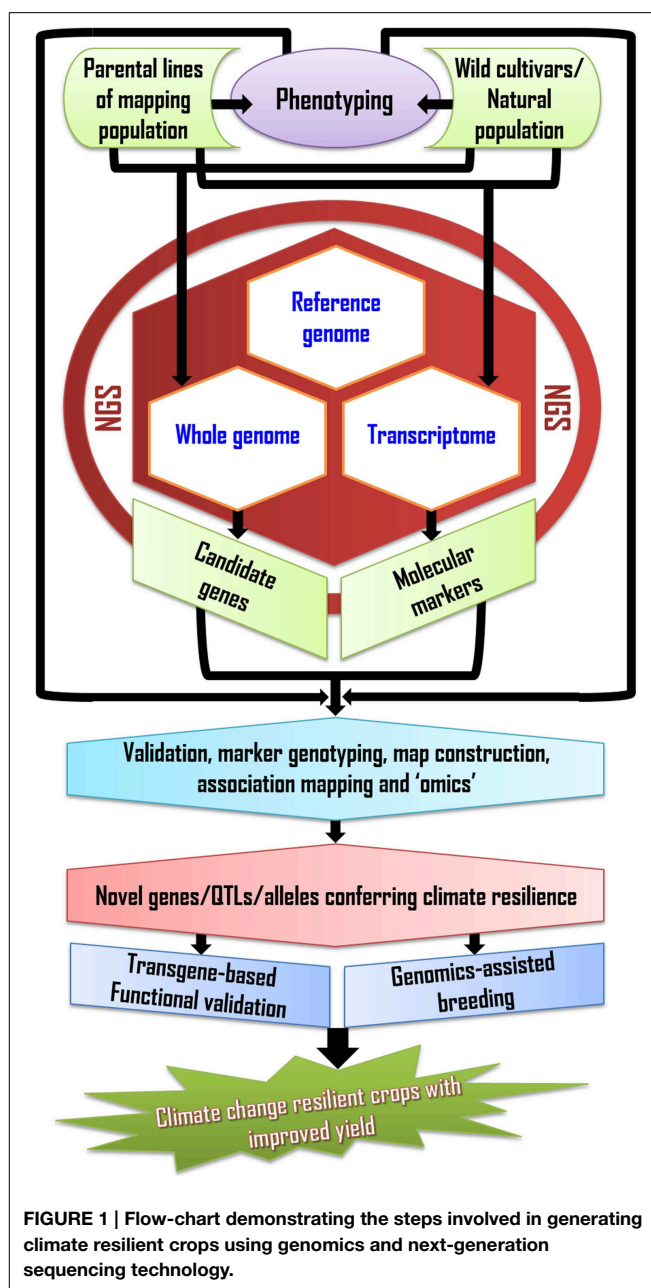 Parental lines
of mapping
population
Phenotyping
Wild cultivars/
Natural
population
Reference
genome
NGS
NGS
Whole genome
Transcriptome
Candidate
genes
Molecular
markers
Validation, marker genotyping, map construction,
association mapping and ‘omics’
Novel genes/QTLs/alleles conferring climate resilience
Transgene-based
Functional validation
Genomics-assisted
breeding
Climate change resilient crops with
improved yield
FIGURE 1 | Flow-chart demonstrating the steps involved in generating
climate resilient crops using genomics and next-generation
sequencing technology.